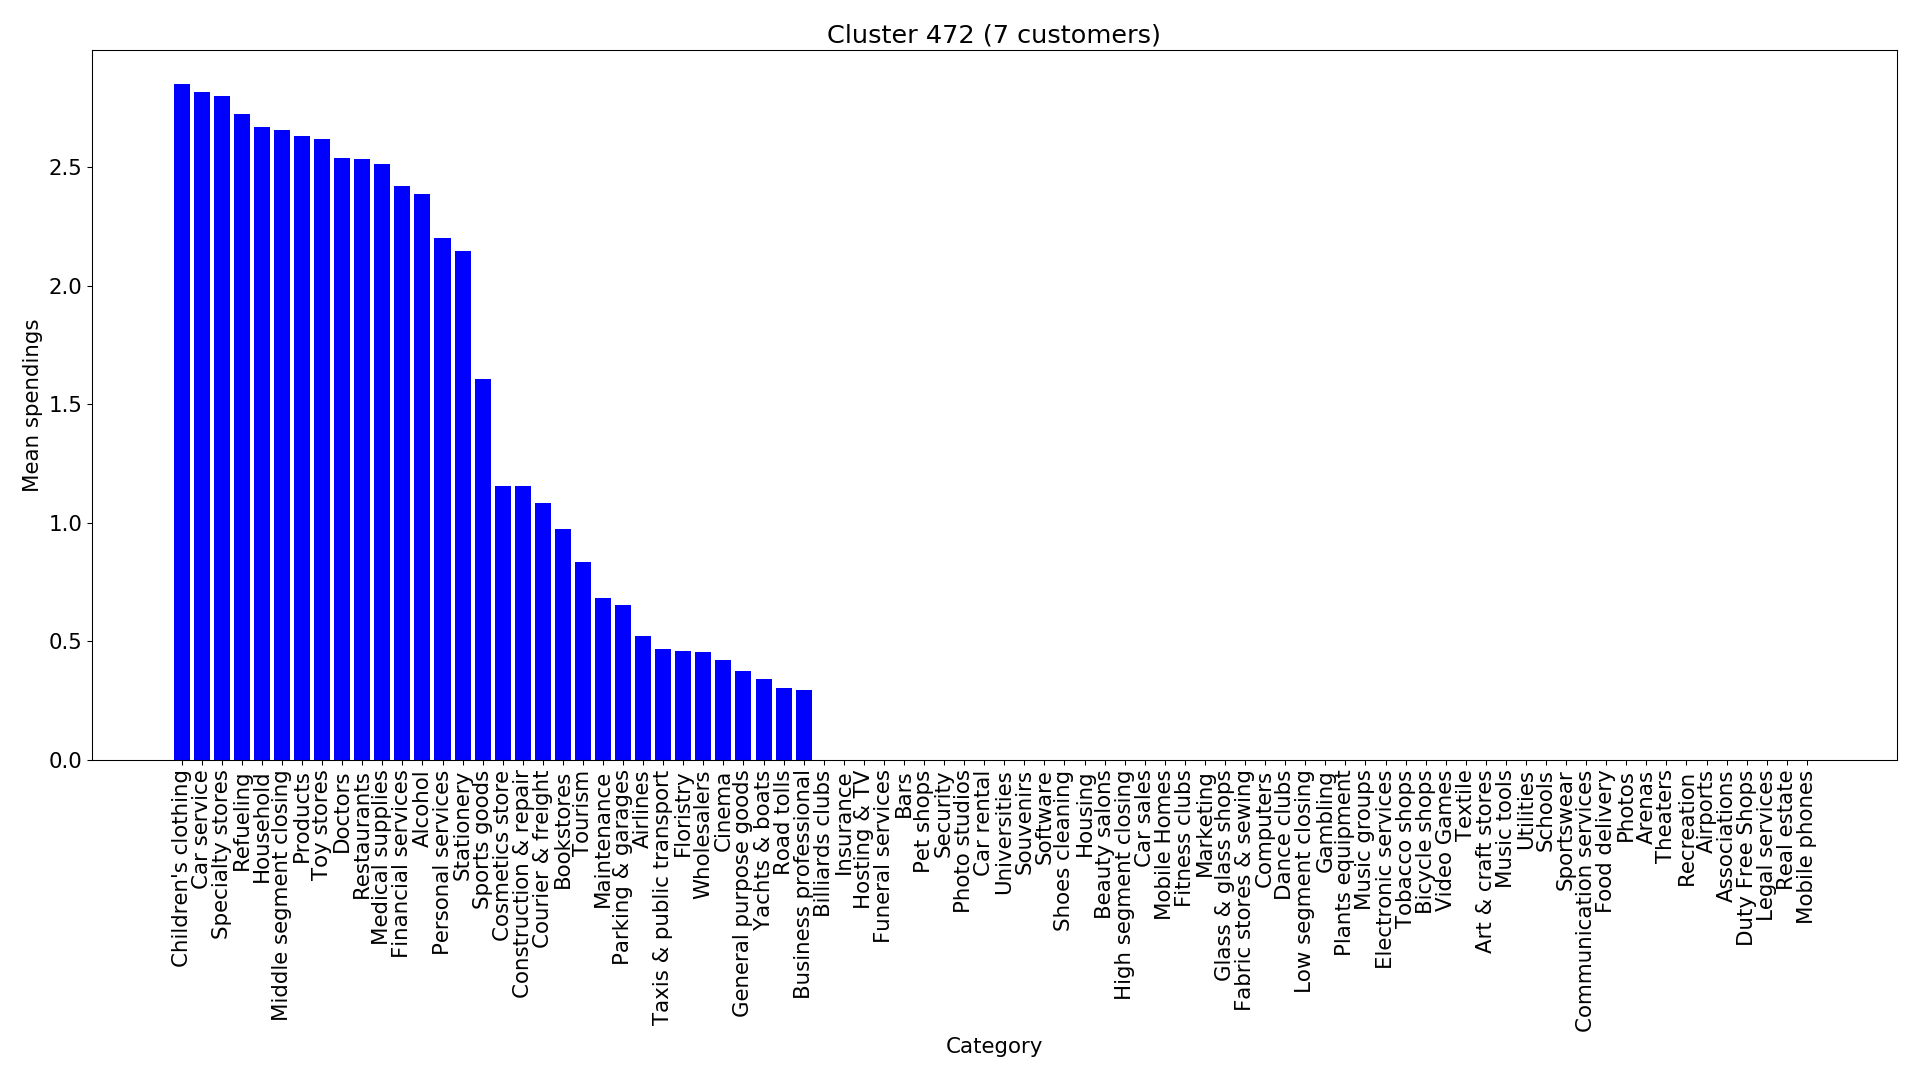 Cluster 472 (7 customers)
Mean spendings
2.5
2.0
1.5
1.0
0.5
0.0
Children's clothing
Car service
Specialty stores
Refueling
Household
Middle segment closing
Products
Toy stores
Doctors
Restaurants
Medical supplies
Financial services
Alcohol
Personal services
Stationery
Sports goods
Cosmetics store
Construction & repair
Courier & freight
Bookstores
Tourism
Maintenance
Parking & garages
Airlines
Taxis & public transport
Floristry
Wholesalers
Cinema
General purpose goods
Yachts & boats
Road tolls
Business professional
Billiards clubs
Insurance
Hosting & TV
Funeral services
Bars
Pet shops
Security
Photo studios
Car rental
Universities
Souvenirs
Software
Shoes cleaning
Housing
Beauty salons
High segment closing
Car sales
Mobile Homes
Fitness clubs
Marketing
Glass & glass shops
Fabric stores & sewing
Computers
Dance clubs
Low segment closing
Gambling
Plants equipment
Music groups
Electronic services
Tobacco shops
Bicycle shops
Video Games
Textile
Art & craft stores
Music tools
Utilities
Schools
Sportswear
Communication services
Food delivery
Photos
Arenas
Theaters
Recreation
Airports
Associations
Duty Free Shops
Legal services
Real estate
Mobile phones
Category